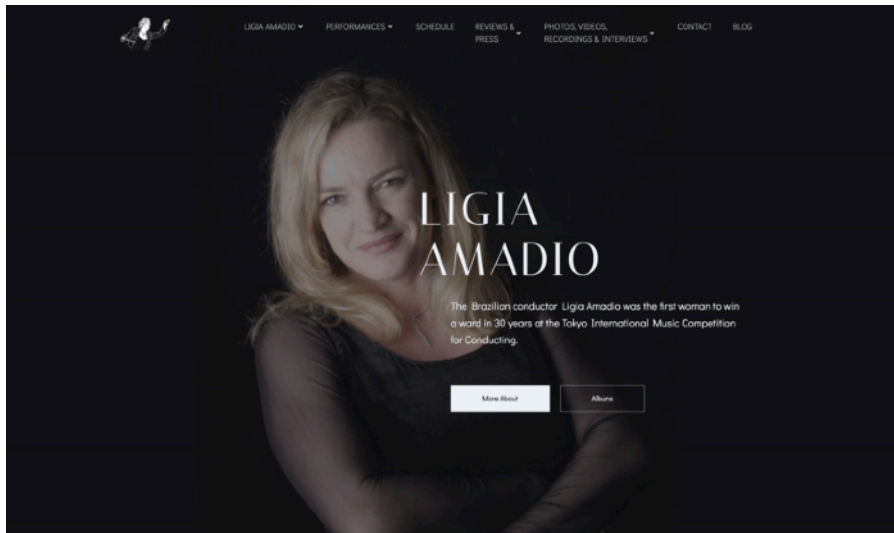 LIGIA AMADIO
PERFORMANCES
SCHEDULE
REVIEWS &
PRESS
PHOTOS, VIDEOS,
RECORDINGS & INTERVIEWS
CONTACT
BLOG
LIGIA
AMADIO
The Brazilian conductor Ligia Amadio was the first woman to win
a ward in 30 years at the Tokyo International Music Competition
for Conducting.
More About
Albuns